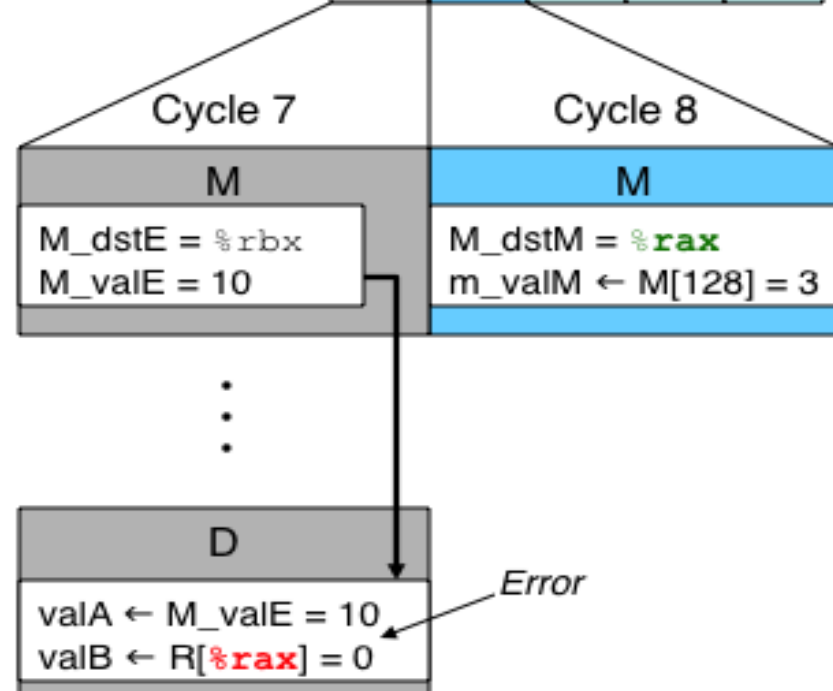 Cycle 7
Cycle 8
M
M
M_dstE = %rbx
M_valE = 10
M_dstM = %rax
m_valM ← M[128] = 3
D
Error
valA ← M_valE = 10
valB ← R[%rax] = 0